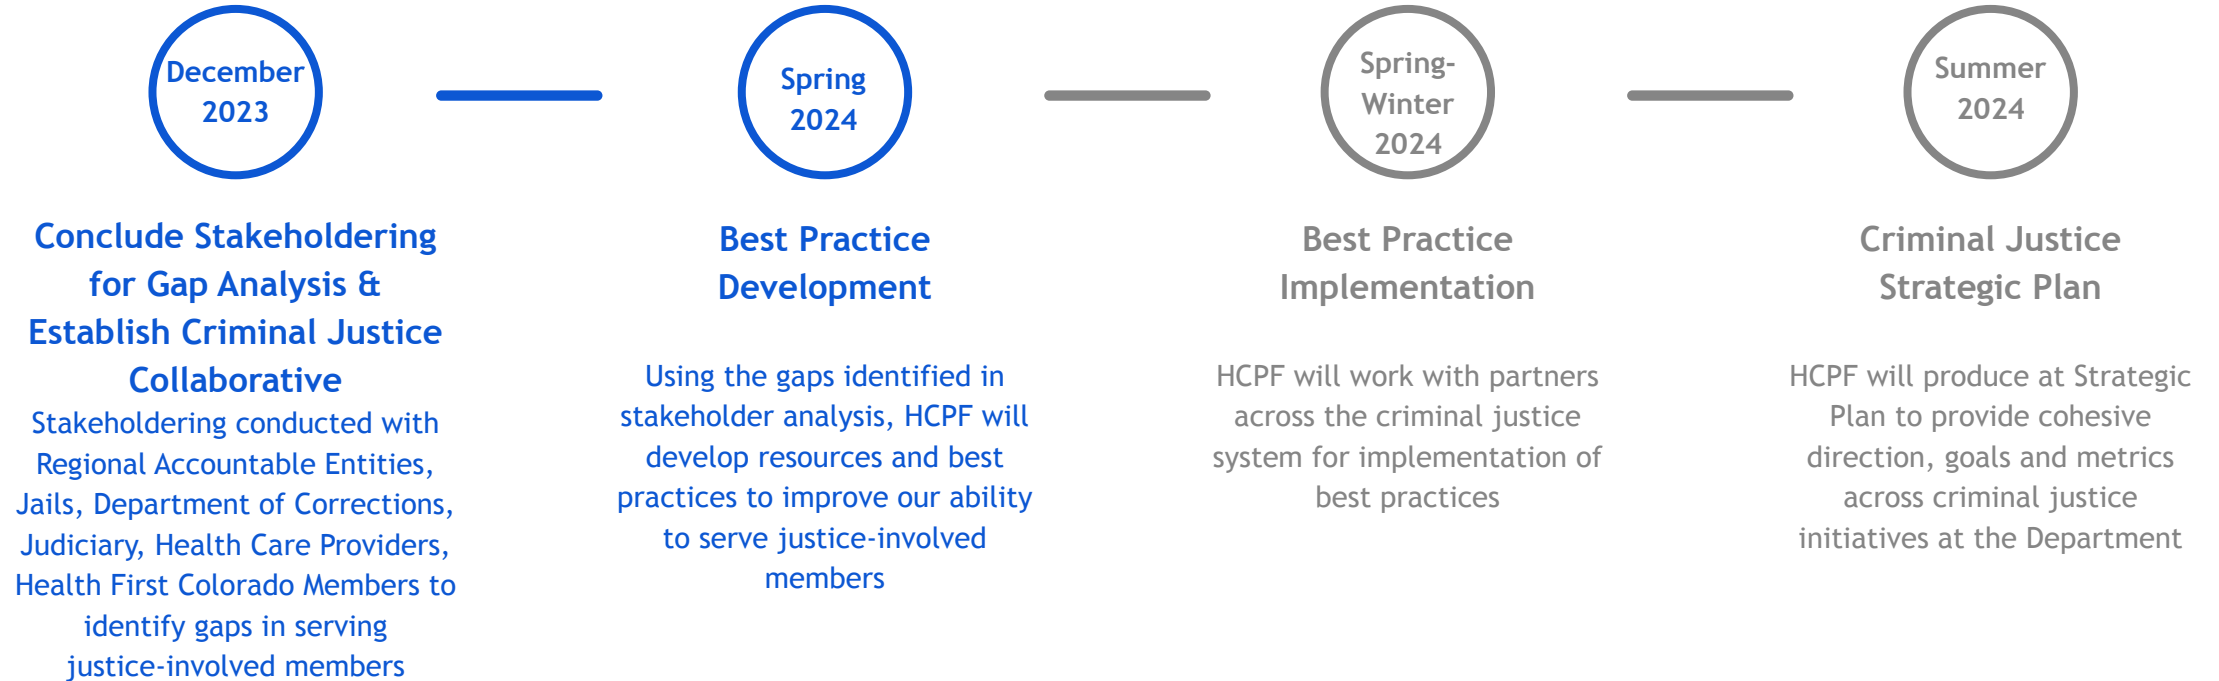 December
2023
Conclude Stakeholdering
for Gap Analysis &
Establish Criminal Justice
Collaborative
Stakeholdering conducted with
Regional Accountable Entities,
Jails, Department of Corrections,
Judiciary, Health Care Providers,
Health First Colorado Members to
identify gaps in serving
justice-involved members
Spring
2024
Best Practice
Development
Using the gaps identified in
stakeholder analysis, HCPF will
develop resources and best
practices to improve our ability
to serve justice-involved
members
Spring-
Winter
2024
Best Practice
Implementation
HCPF will work with partners
across the criminal justice
system for implementation of
best practices
Summer
2024
Criminal Justice
Strategic Plan
HCPF will produce at Strategic
Plan to provide cohesive
direction, goals and metrics
across criminal justice
initiatives at the Department